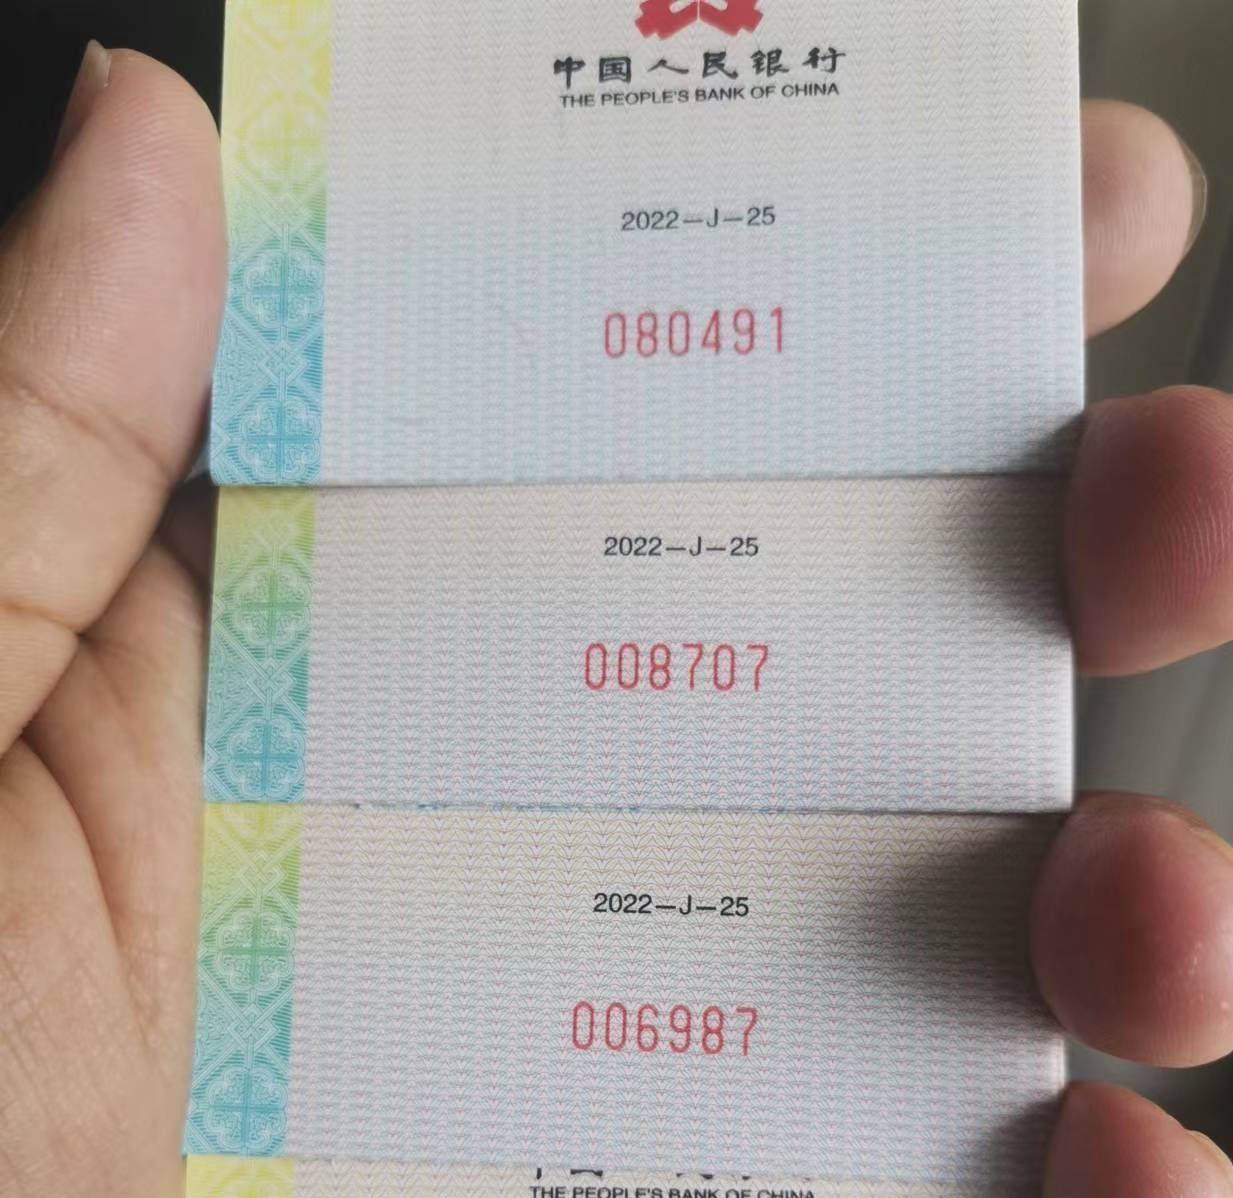 中国人民银行
THE PEOPLE'S BANK OF CHINA
2022—J—25
080491
2022—J—25
008707
2022—J—25
006987
THE PEOPLE'S BANK OF CHINA